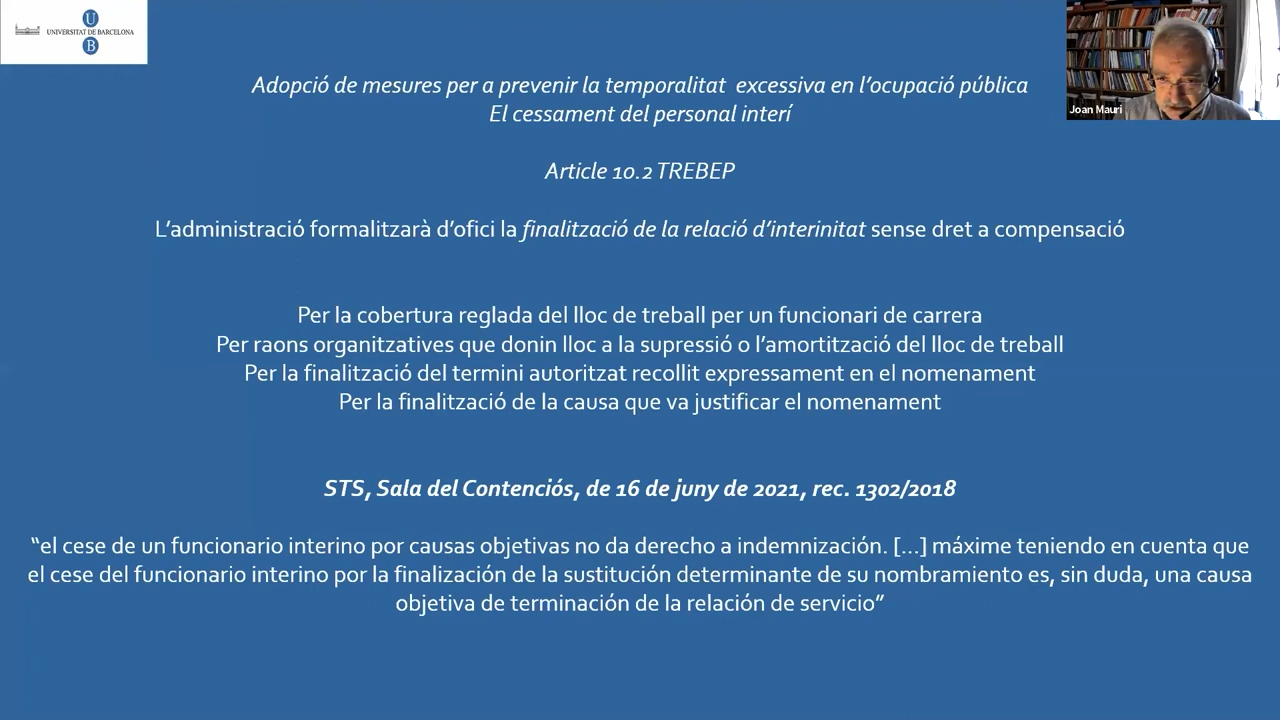 U
UNIVERSITAT DE BARCELONA
B
Joan Mauri
Adopció de mesures per a prevenir la temporalitat excessiva en l’ocupació pública
El cessament del personal interí
Article 10.2 TREBEP
L’administració formalitzarà d’ofici la finalització de la relació d’interinitat sense dret a compensació
Per la cobertura reglada del lloc de treball per un funcionari de carrera
Per raons organitzatives que donin lloc a la supressió o l’amortització del lloc de treball
Per la finalització del termini autoritzat recollit expressament en el nomenament
Per la finalització de la causa que va justificar el nomenament
STS, Sala del Contenciós, de 16 de juny de 2021, rec. 1302/2018
“el cese de un funcionario interino por causas objetivas no da derecho a indemnización. [...] máxime teniendo en cuenta que
el cese del funcionario interino por la finalización de la sustitución determinante de su nombramiento es, sin duda, una causa
objetiva de terminación de la relación de servicio”